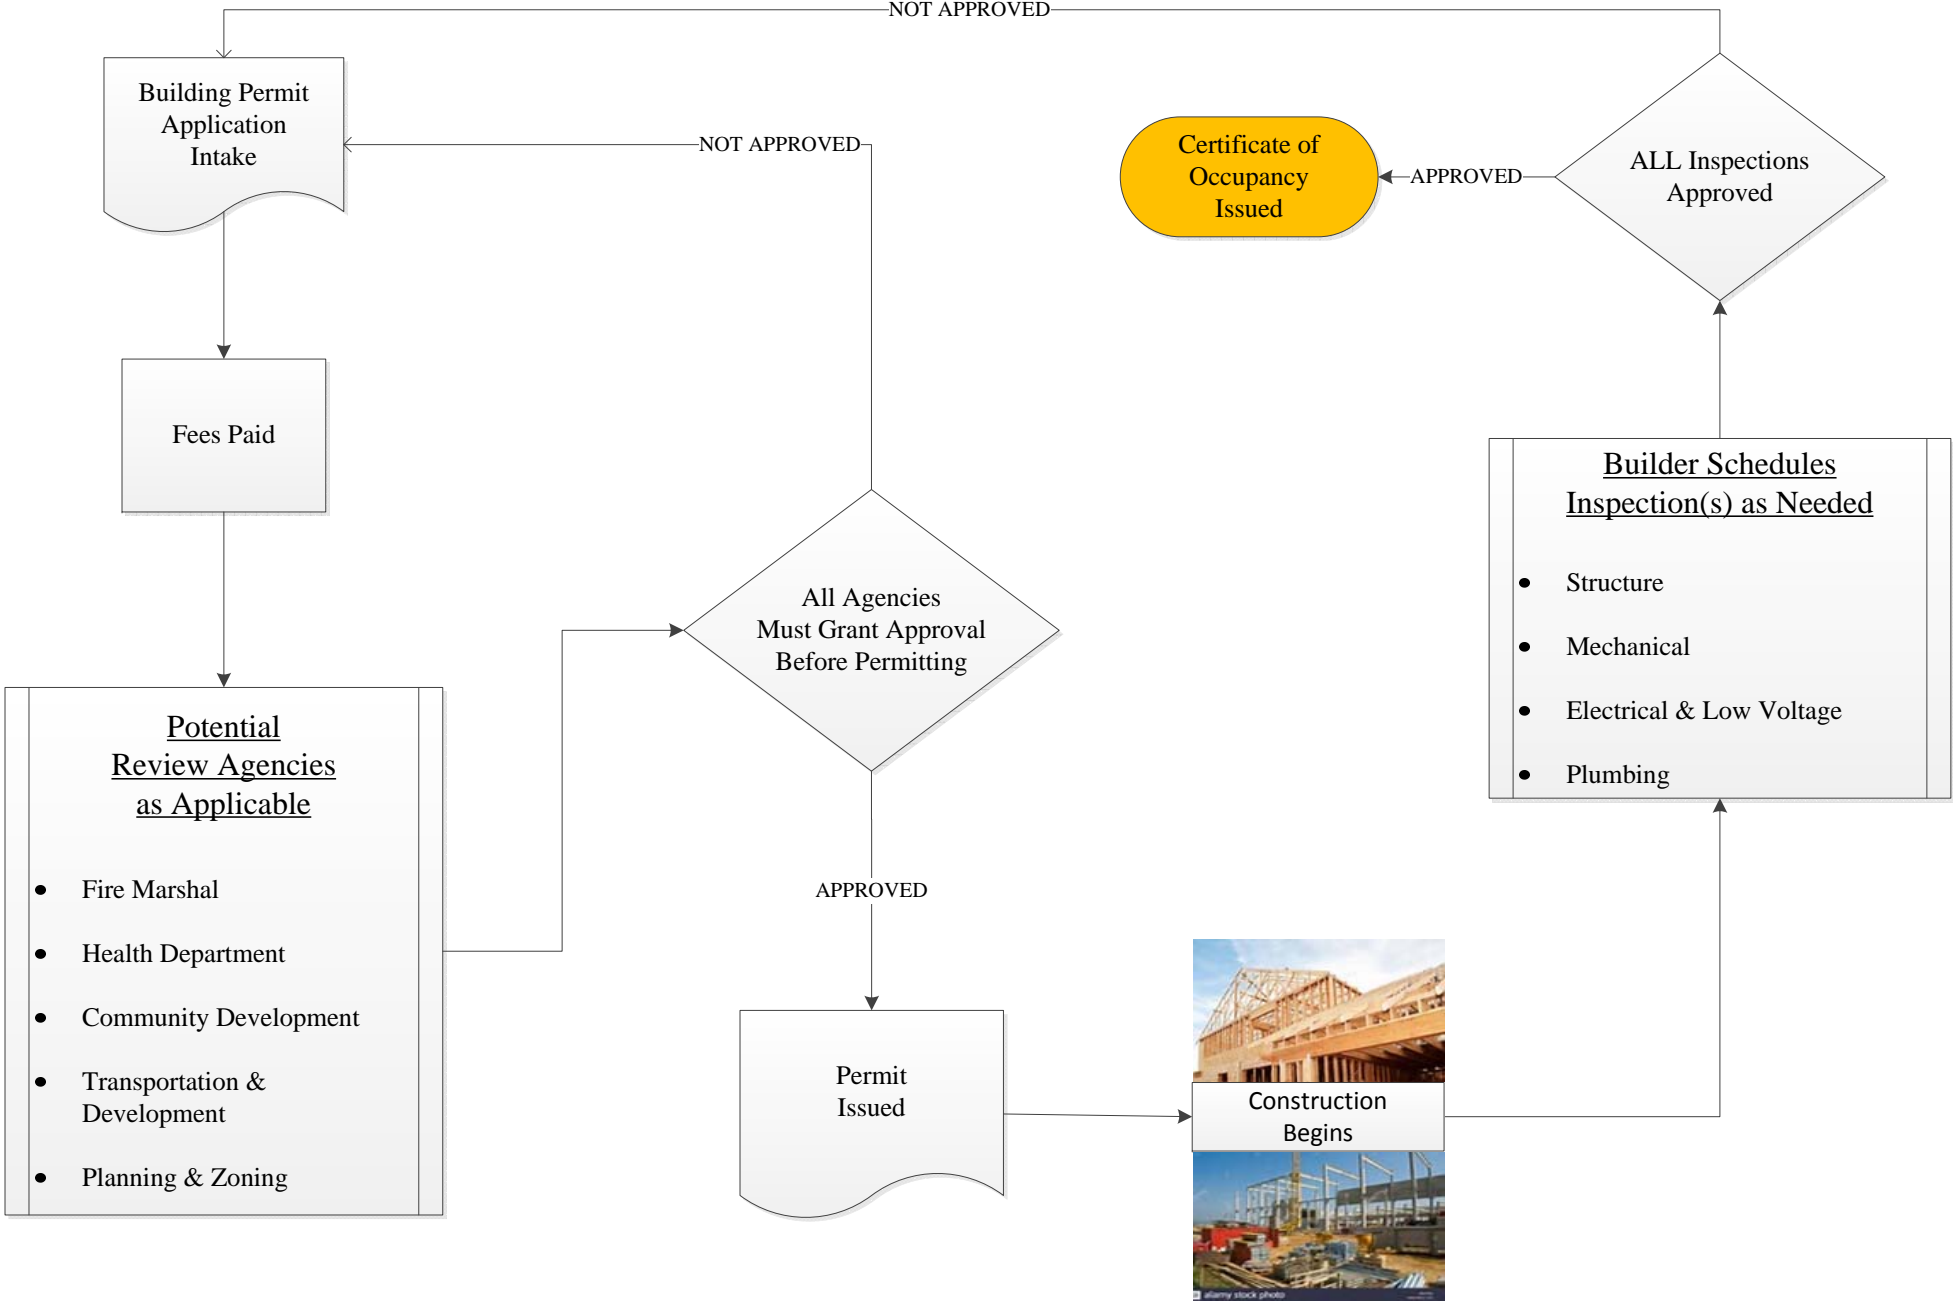 NOT APPROVED
Building Permit
Application
Intake
NOT APPROVED
Certificate of
Occupancy
Issued
APPROVED
ALL Inspections
Approved
Fees Paid
Builder Schedules
Inspection(s) as Needed
• Structure
• Mechanical
• Electrical & Low Voltage
• Plumbing
All Agencies
Must Grant Approval
Before Permitting
Potential
Review Agencies
as Applicable
• Fire Marshal
• Health Department
• Community Development
• Transportation &
Development
• Planning & Zoning
APPROVED
Permit
Issued
Construction
Begins
alamy stock photo